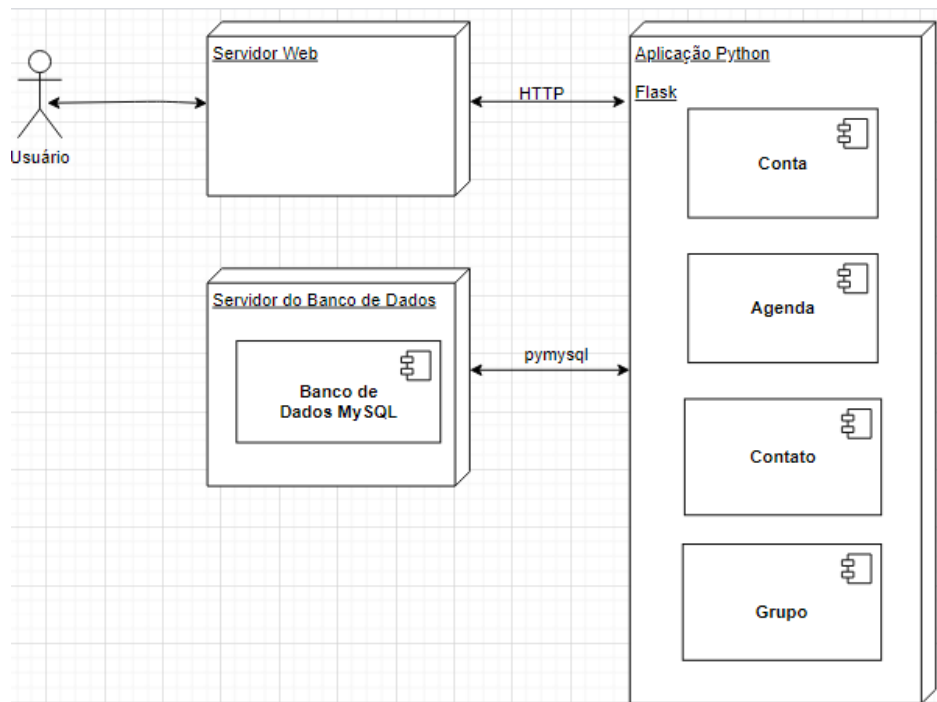 Usuário
Servidor Web
HTTP
Aplicação Python
Flask
Conta
Agenda
Contato
Grupo
Servidor do Banco de Dados
Banco de
Dados MySQL
pymysql